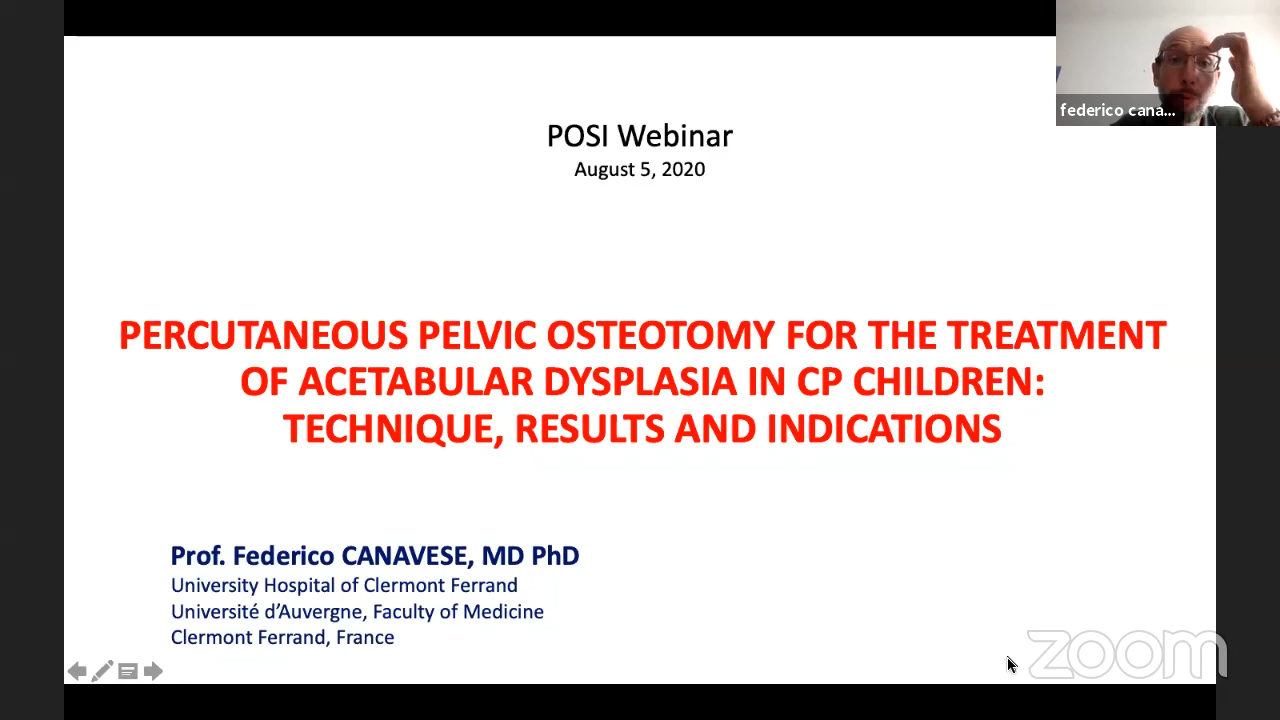 POSI Webinar
August 5, 2020
federico cana...
PERCUTANEOUS PELVIC OSTEOTOMY FOR THE TREATMENT
OF ACETABULAR DYSPLASIA IN CP CHILDREN:
TECHNIQUE, RESULTS AND INDICATIONS
Prof. Federico CANAVESE, MD PhD
University Hospital of Clermont Ferrand
Université d'Auvergne, Faculty of Medicine
Clermont Ferrand, France
zoom